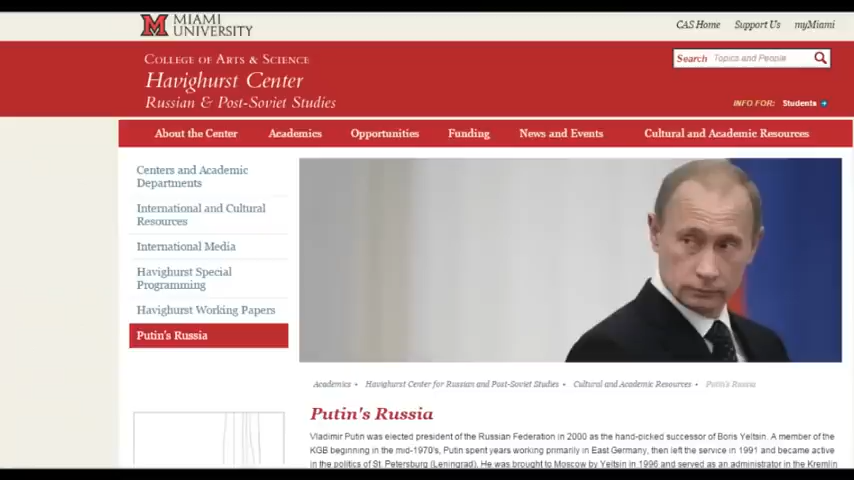 MIAMI
UNIVERSITY
CAS Home Support Us myMiami
COLLEGE OF ARTS & SCIENCE
Havighurst Center
Russian & Post-Soviet Studies
Search Topics and People
INFO FOR: Students
About the Center Academics Opportunities Funding News and Events Cultural and Academic Resources
Centers and Academic
Departments
International and Cultural
Resources
International Media
Havighurst Special
Programming
Havighurst Working Papers
Putin's Russia
Academics • Havighurst Center for Russian and Post-Soviet Studies • Cultural and Academic Resources • Putin's Russia
Putin's Russia
Vladimir Putin was elected president of the Russian Federation in 2000 as the hand-picked successor of Boris Yeltsin. A member of the
KGB beginning in the mid-1970's, Putin spent years working primarily in East Germany, then left the service in 1991 and became active
in the politics of St. Petersburg (Leningrad). He was brought to Moscow by Yeltsin in 1996 and served as an administrator in the Kremlin